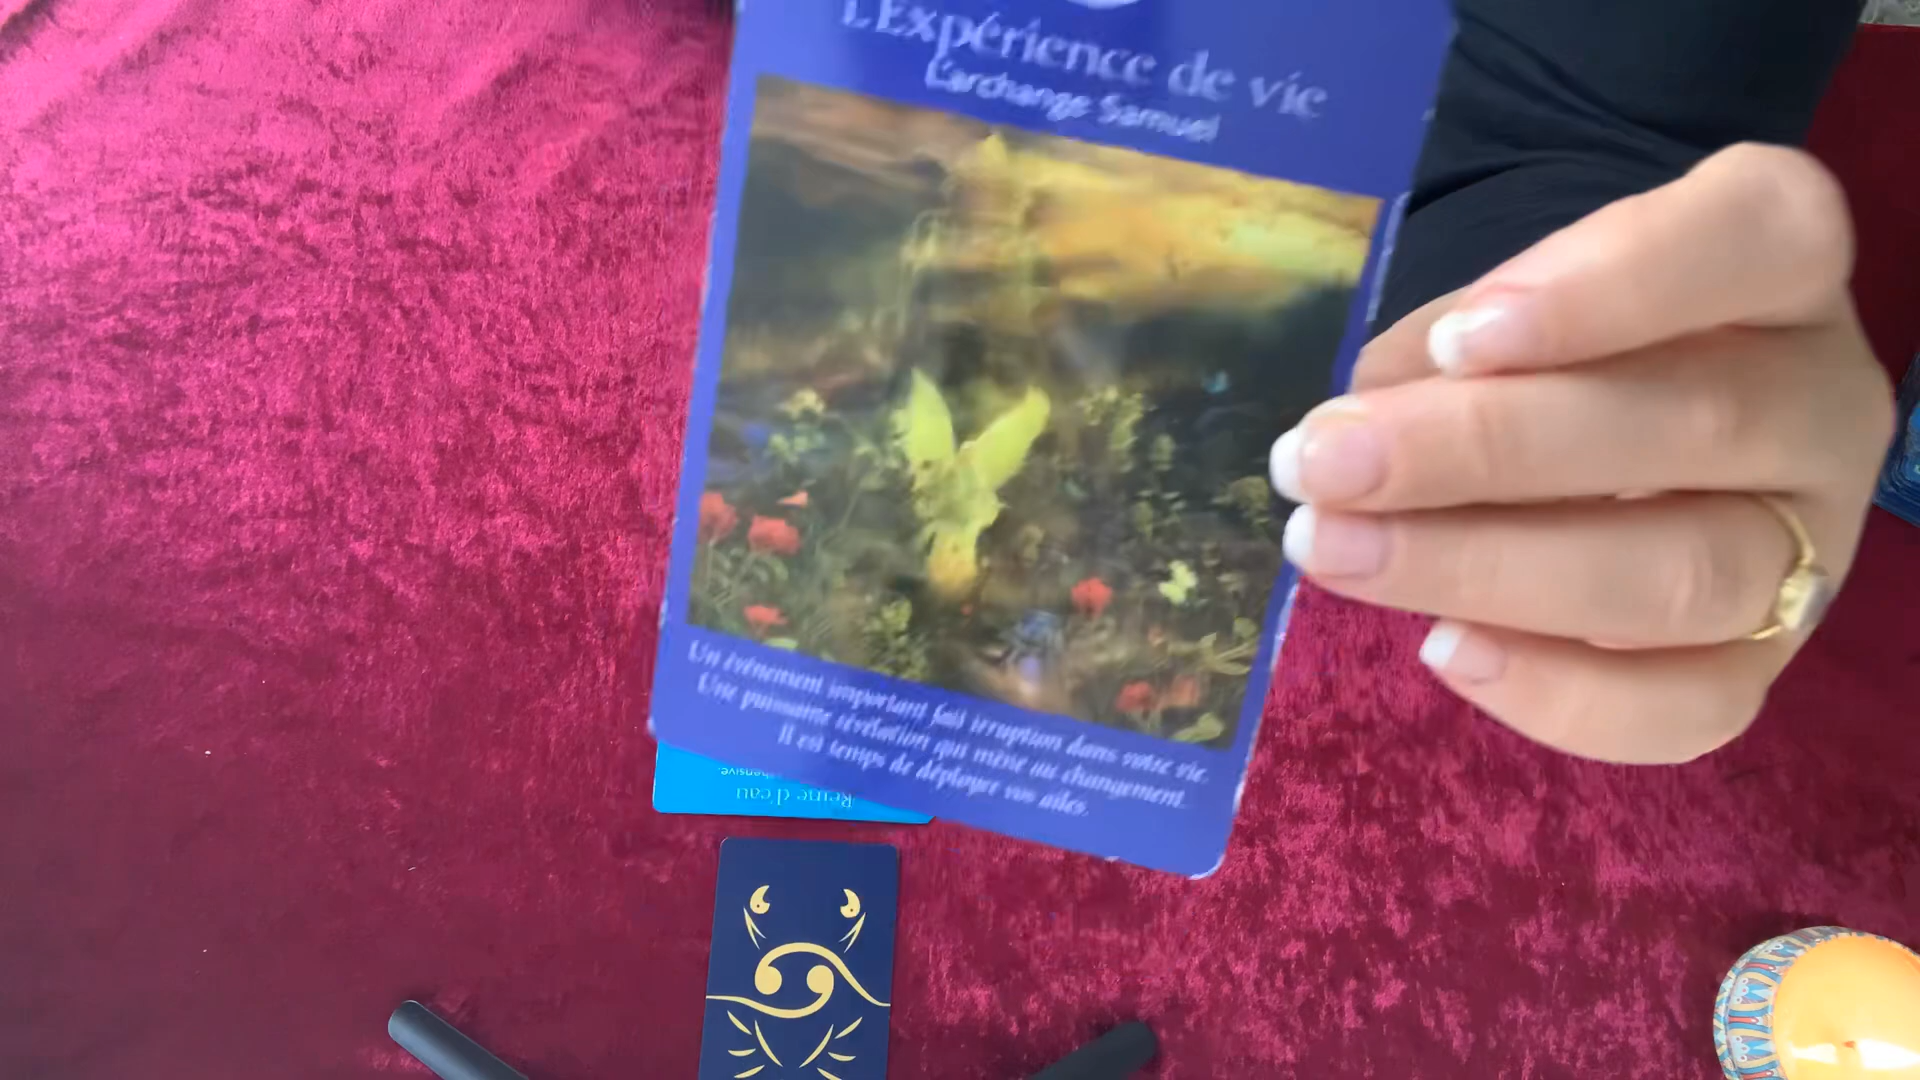 L'Expérience de vie
L'archange Samuel
Un événement important fait irruption dans votre vie.
Une puissante révélation qui mène au changement.
Il est temps de déployer vos ailes.
Reine d'eau